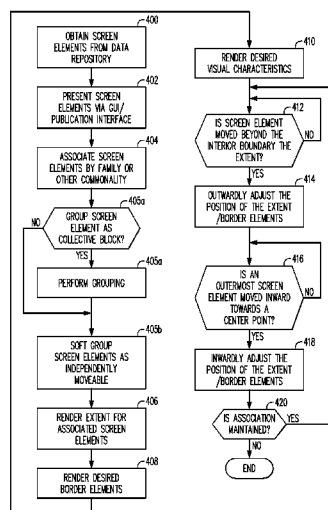 400
OBTAIN SCREEN
ELEMENTS FROM DATA
REPOSITORY
402
PRESENT SCREEN
ELEMENTS VIA GUI/
PUBLICATION INTERFACE
404
ASSOCIATE SCREEN
ELEMENTS BY FAMILY OR
OTHER COMMONALITY
405a
NO
GROUP SCREEN
ELEMENT AS
COLLECTIVE BLOCK?
YES
405a
PERFORM GROUPING
405b
SOFT GROUP
SCREEN ELEMENTS AS
INDEPENDENTLY
MOVEABLE
406
RENDER EXTENT FOR
ASSOCIATED SCREEN
ELEMENTS
408
RENDER DESIRED
BORDER ELEMENTS
410
RENDER DESIRED
VISUAL CHARACTERISTICS
412
IS SCREEN ELEMENT
MOVED BEYOND THE
INTERIOR BOUNDARY THE
EXTENT?
NO
YES
414
OUTWARDLY ADJUST THE
POSITION OF THE EXTENT
/BORDER ELEMENTS
416
IS AN
OUTERMOST SCREEN
ELEMENT MOVED INWARD
TOWARDS A
CENTER POINT?
NO
YES
418
INWARDLY ADJUST THE
POSITION OF THE EXTENT
/BORDER ELEMENTS
420
IS ASSOCIATION
MAINTAINED?
YES
NO
END